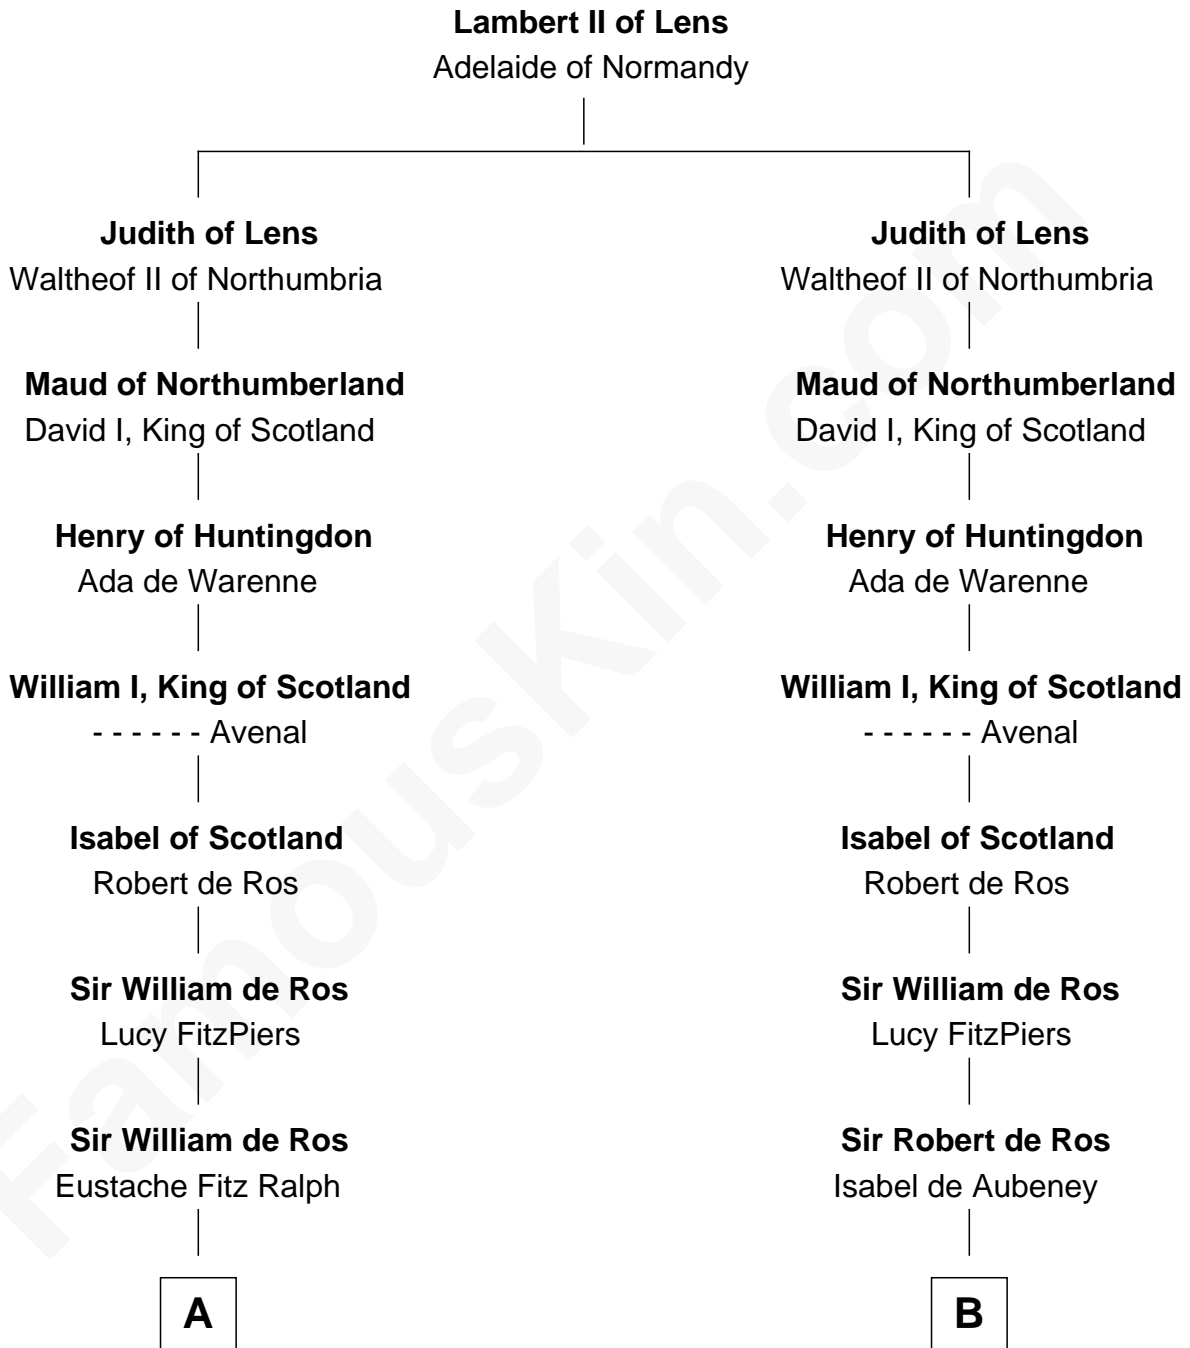 Lambert II of Lens
Adelaide of Normandy
Judith of Lens
Waltheof II of Northumbria
Maud of Northumberland
David I, King of Scotland
Henry of Huntingdon
Ada de Warenne
William I, King of Scotland
- - - - - - Avenal
Isabel of Scotland
Robert de Ros
Sir William de Ros
Lucy FitzPiers
Sir William de Ros
Eustache Fitz Ralph
A
Judith of Lens
Waltheof II of Northumbria
Maud of Northumberland
David I, King of Scotland
Henry of Huntingdon
Ada de Warenne
William I, King of Scotland
- - - - - - Avenal
Isabel of Scotland
Robert de Ros
Sir William de Ros
Lucy FitzPiers
Sir Robert de Ros
Isabel de Aubeney
B
FamousKin.com